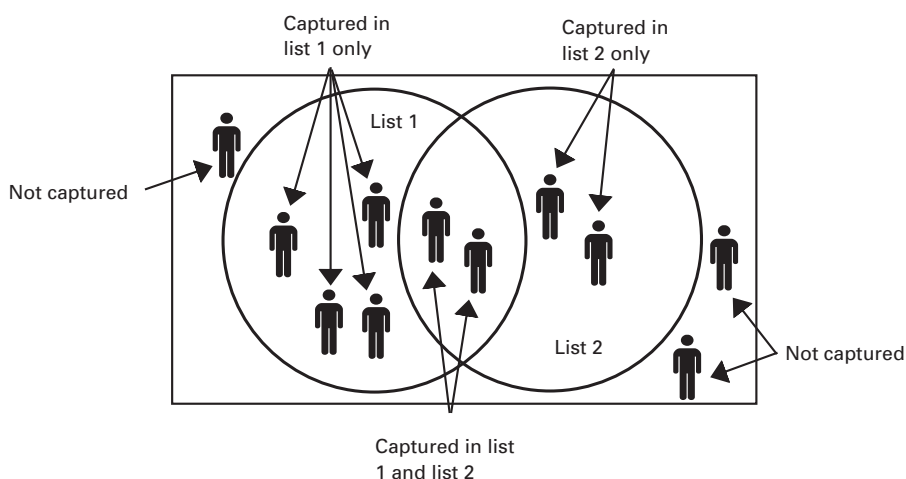 Captured in
list 1 only
Captured in
list 2 only
List 1
Not captured
List 2
Not captured
Captured in list
1 and list 2